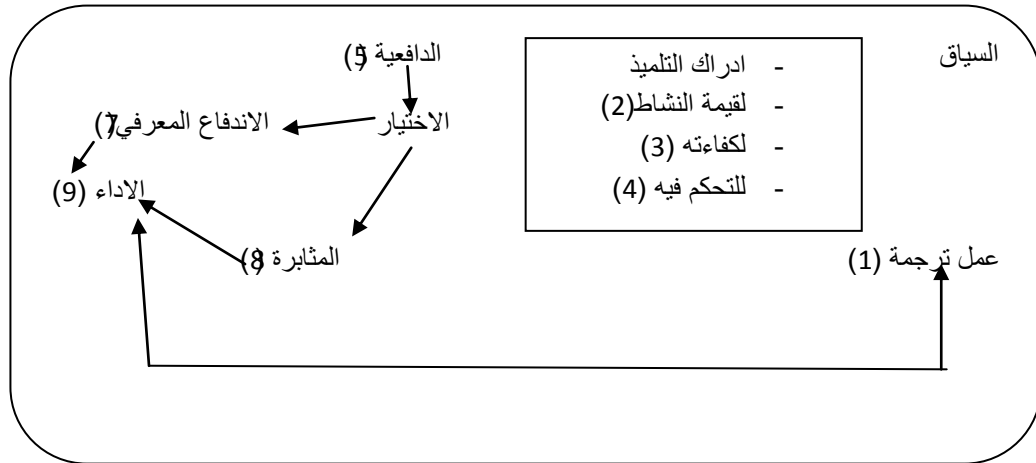 السياق
- ادراك التلميذ
- لقيمة النشاط(2)
- لكفاءته (3)
- للتحكم فيه (4)
الدافعية (5)
الاختيار
الاندفاع المعرفي(7)
الاداء (9)
المثابرة (8)
عمل ترجمة (1)